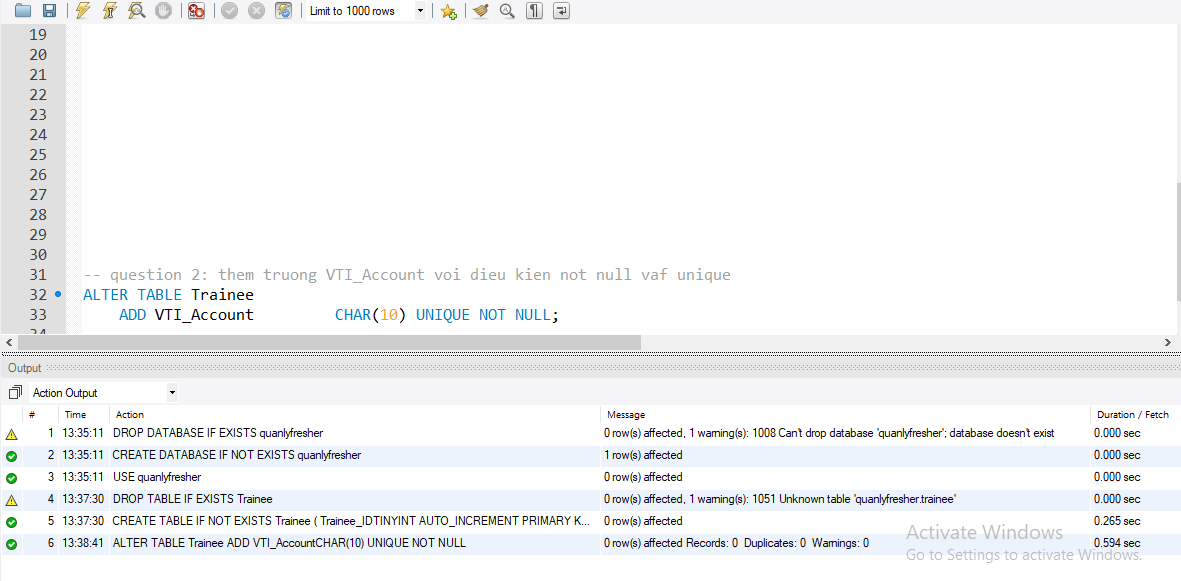 Limit to 1000 rows
19
20
21
22
23
24
25
26
27
28
29
30
31 -- question 2: them truong VTI_Account voi dieu kien not null vaf unique
32 ALTER TABLE Trainee
33 ADD VTI_Account CHAR(10) UNIQUE NOT NULL;
34
Output
Action Output
# Time Action Message Duration / Fetch
1 13:35:11 DROP DATABASE IF EXISTS quanlyfresher 0 row(s) affected, 1 warning(s): 1008 Can't drop database 'quanlyfresher'; database doesn't exist 0.000 sec
2 13:35:11 CREATE DATABASE IF NOT EXISTS quanlyfresher 1 row(s) affected 0.000 sec
3 13:35:11 USE quanlyfresher 0 row(s) affected 0.000 sec
4 13:37:30 DROP TABLE IF EXISTS Trainee 0 row(s) affected, 1 warning(s): 1051 Unknown table 'quanlyfresher.trainee' 0.000 sec
5 13:37:30 CREATE TABLE IF NOT EXISTS Trainee ( Trainee_IDTINYINT AUTO_INCREMENT PRIMARY K... 0 row(s) affected 0.265 sec
6 13:38:41 ALTER TABLE Trainee ADD VTI_AccountCHAR(10) UNIQUE NOT NULL 0 row(s) affected Records: 0 Duplicates: 0 Warnings: 0 0.594 sec
Activate Windows
Go to Settings to activate Windows.